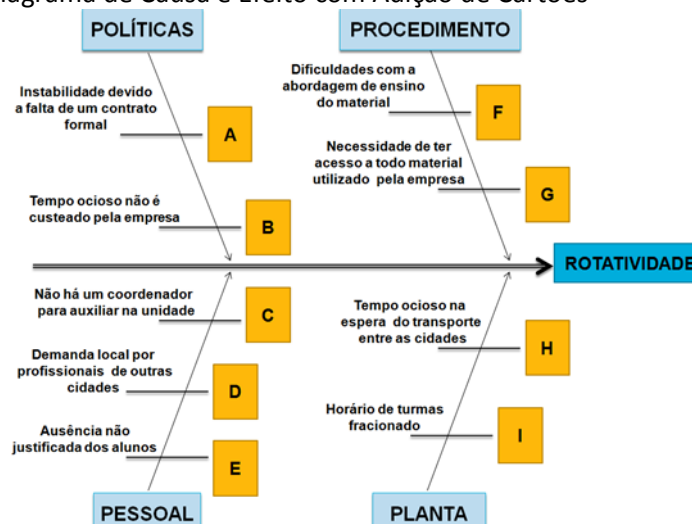 agrama de Causa e Efeito com Adição de Cartões
POLÍTICAS
PROCEDIMENTO
Instabilidade devido
a falta de um contrato
formal
A
Tempo ocioso não é
custeado pela empresa
B
Dificuldades com a
abordagem de ensino
do material
F
Necessidade de ter
acesso a todo material
utilizado pela empresa
G
ROTATIVIDADE
Não há um coordenador
para auxiliar na unidade
C
Demanda local por
profissionais de outras
cidades
D
Ausência não
justificada dos alunos
E
Tempo ocioso na
espera do transporte
entre as cidades
H
Horário de turmas
fracionado
I
PESSOAL
PLANTA